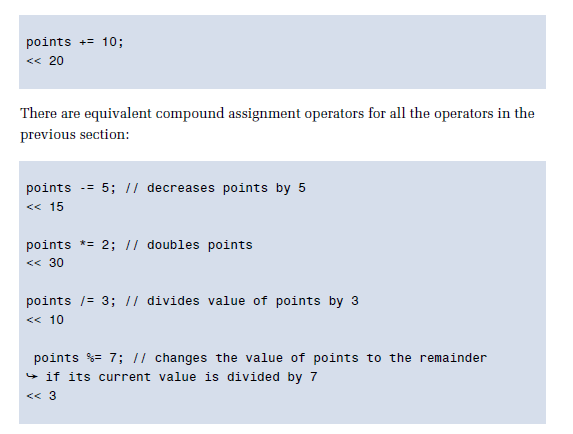 points += 10;
<< 20
There are equivalent compound assignment operators for all the operators in the
previous section:
points -= 5; // decreases points by 5
<< 15
points *= 2; // doubles points
<< 30
points /= 3; // divides value of points by 3
<< 10
points %= 7; // changes the value of points to the remainder
↪ if its current value is divided by 7
<< 3